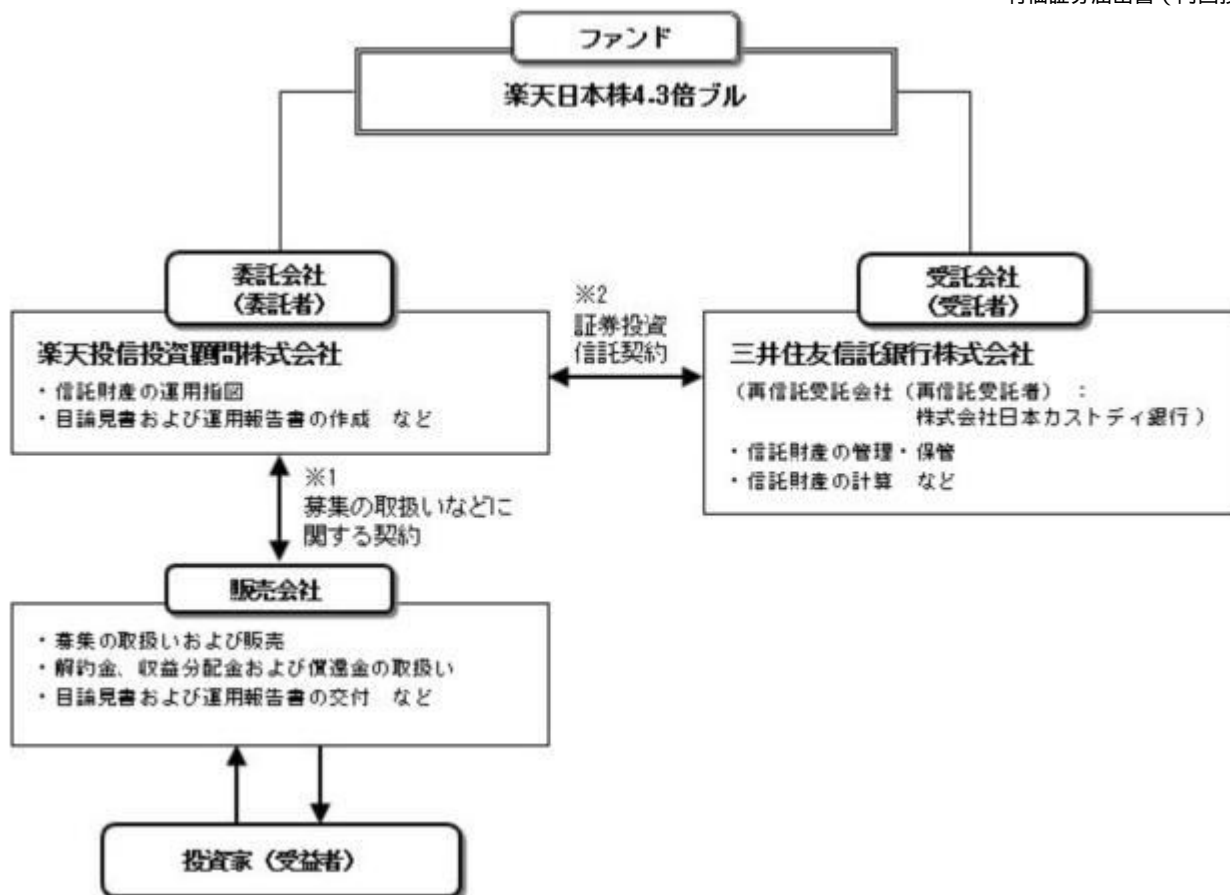 ファンド
楽天日本株4.3倍ブル
委託会社
(委託者)
楽天投信投資顧問株式会社
・信託財産の運用指図
・目論見書および運用報告書の作成 など
※2
証券投資
信託契約
受託会社
(受託者)
三井住友信託銀行株式会社
(再信託受託会社(再信託受託者):
株式会社日本カストディ銀行)
・信託財産の管理・保管
・信託財産の計算 など
※1
募集の取扱いなどに
関する契約
販売会社
・募集の取扱いおよび販売
・解約金、収益分配金および償還金の取扱い
・目論見書および運用報告書の交付 など
投資家(受益者)